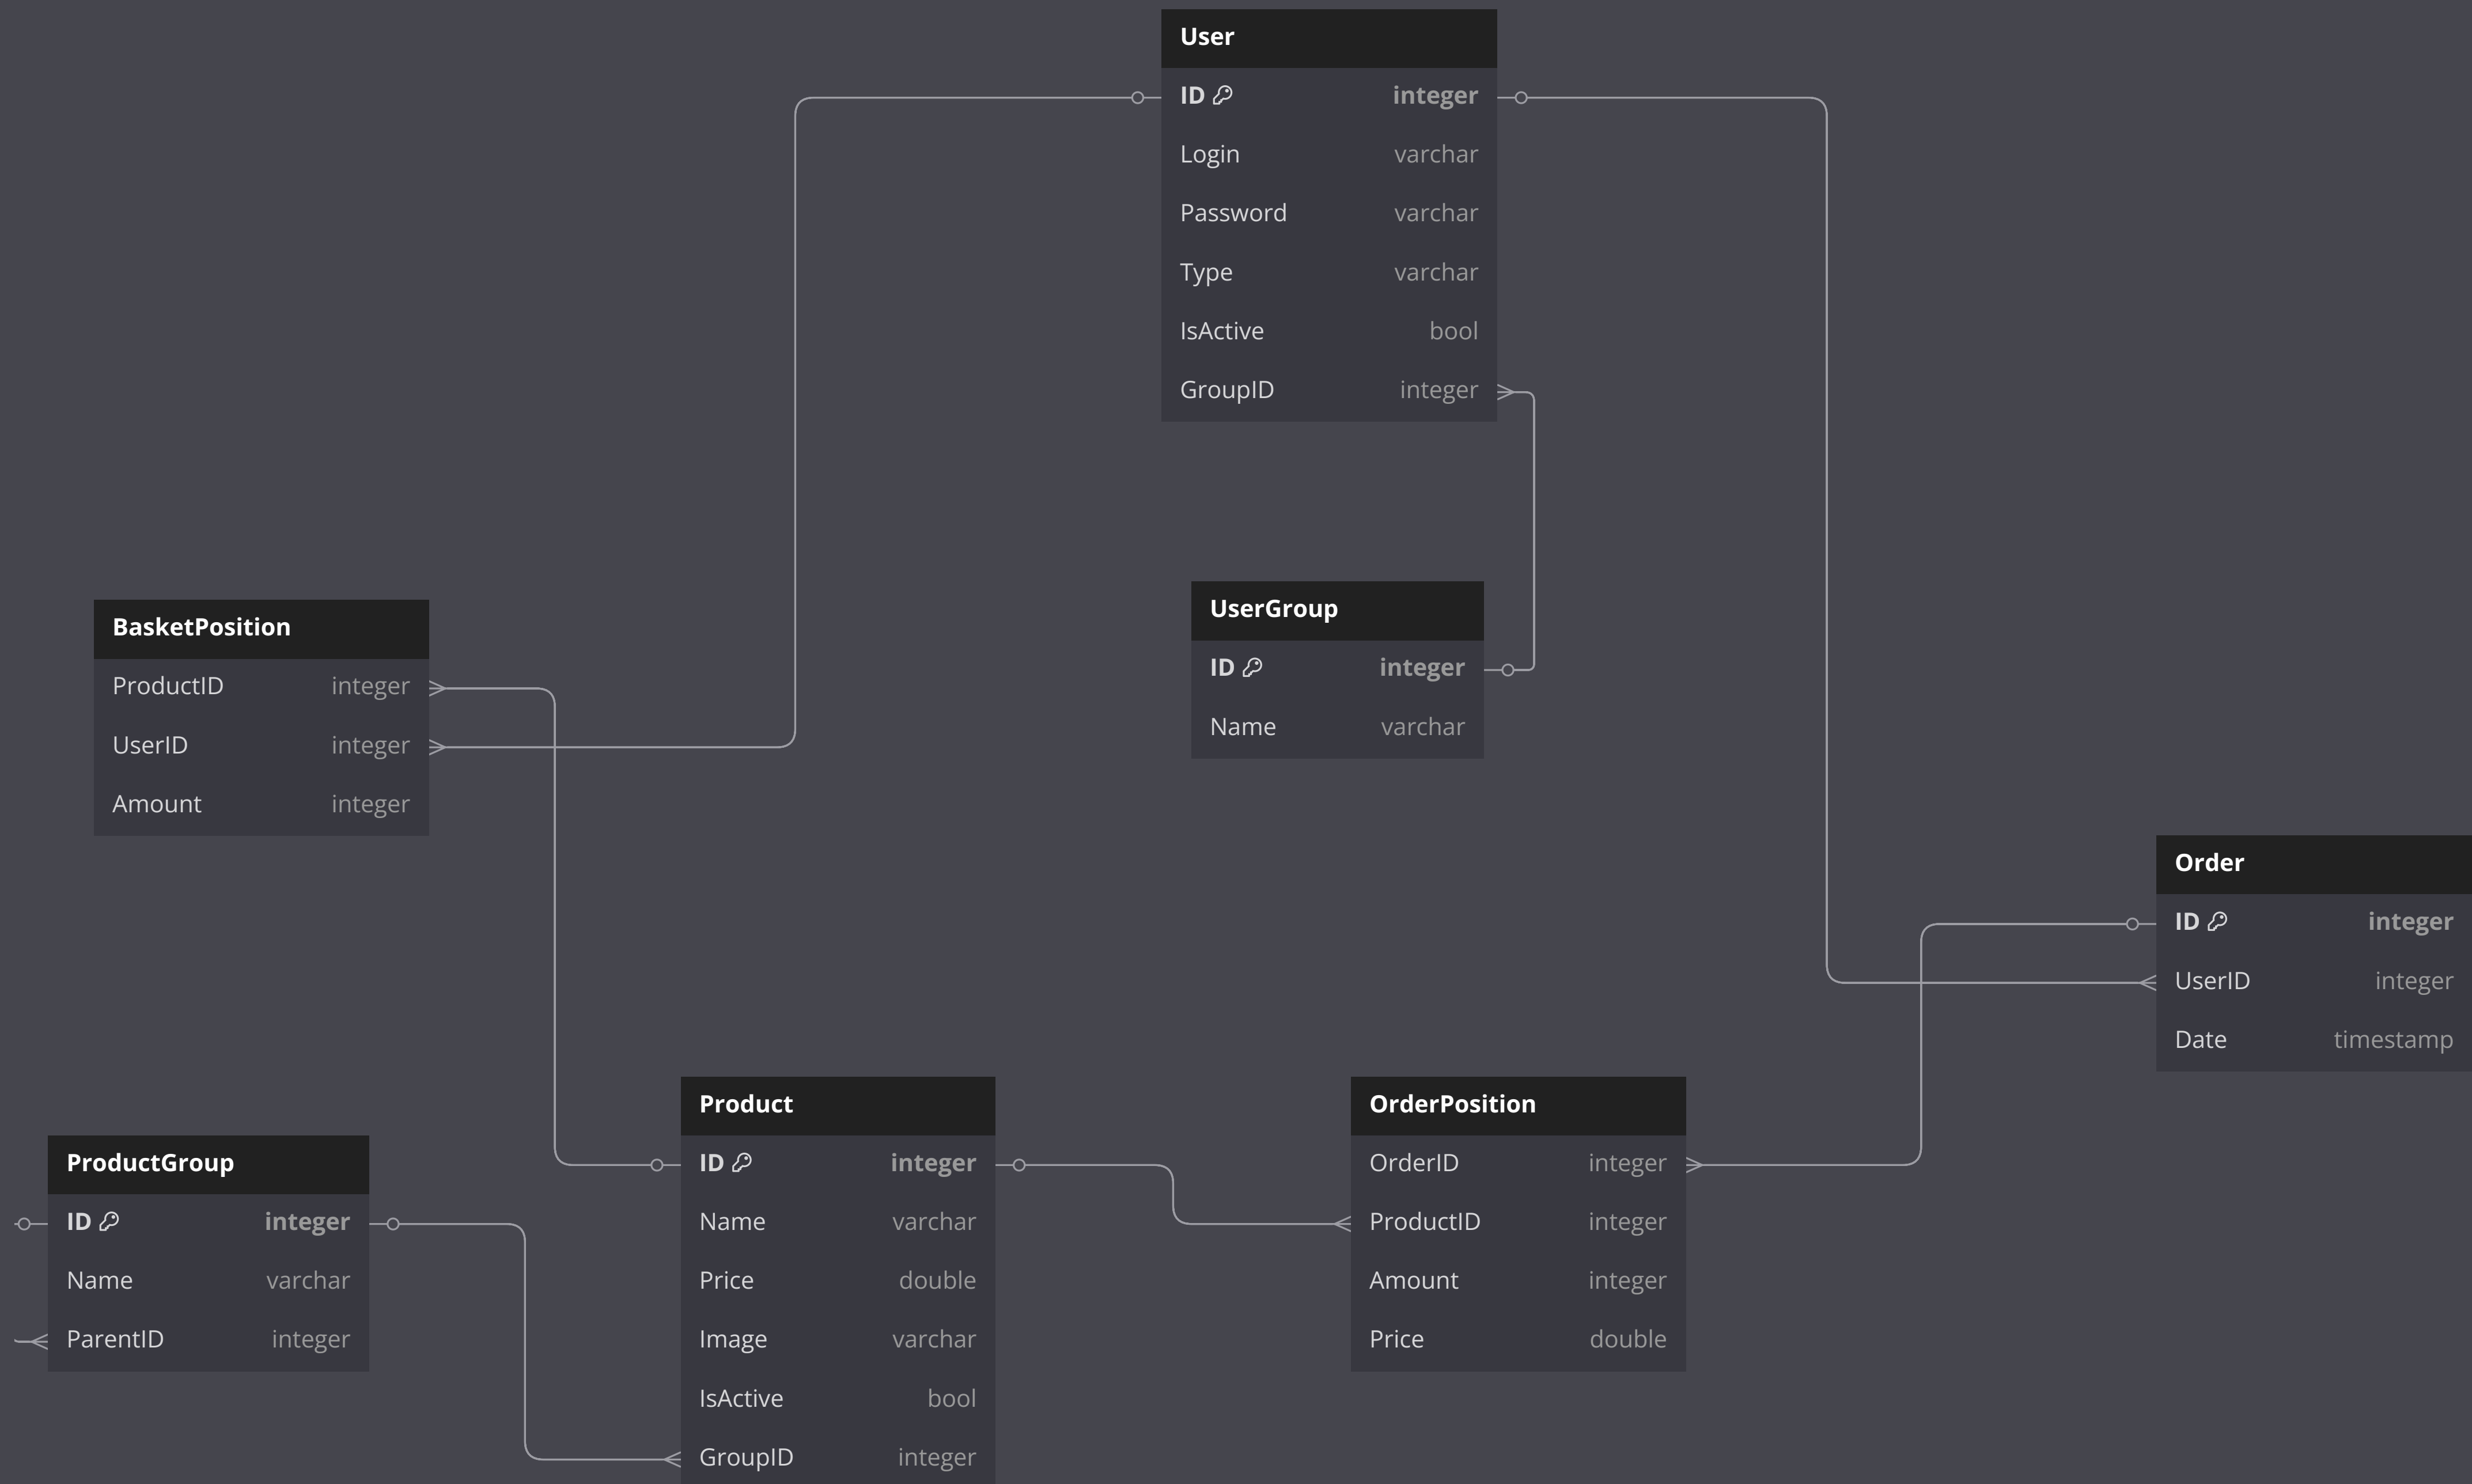 User
ID integer
Login varchar
Password varchar
Type varchar
IsActive bool
GroupID integer
UserGroup
ID integer
Name varchar
BasketPosition
ProductID integer
UserID integer
Amount integer
Order
ID integer
UserID integer
Date timestamp
Product
ID integer
Name varchar
Price double
Image varchar
IsActive bool
GroupID integer
OrderPosition
OrderID integer
ProductID integer
Amount integer
Price double
ProductGroup
ID integer
Name varchar
ParentID integer